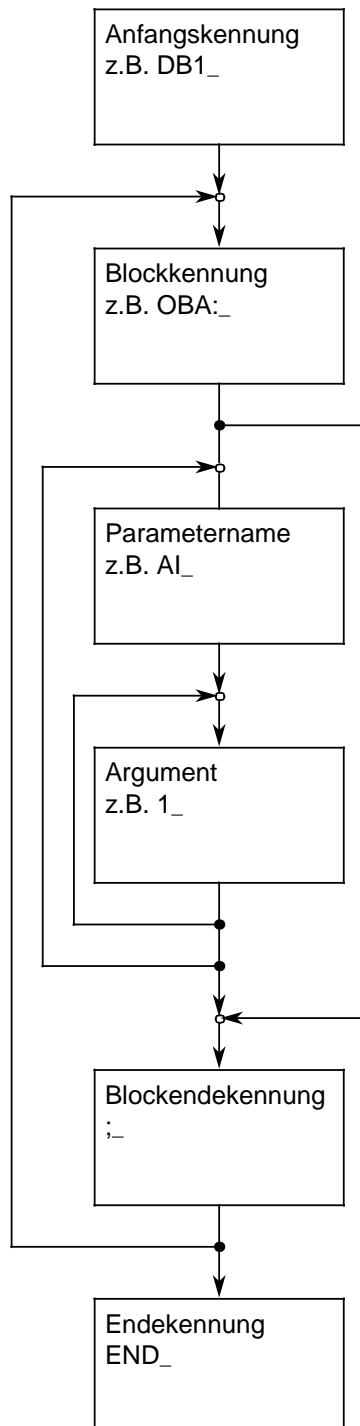 Anfangskennung
z.B. DB1_
Blockkennung
z.B. OBA:_
Parametername
z.B. AI_
Argument
z.B. 1_
Blockendekennung
;_
Endekennung
END_